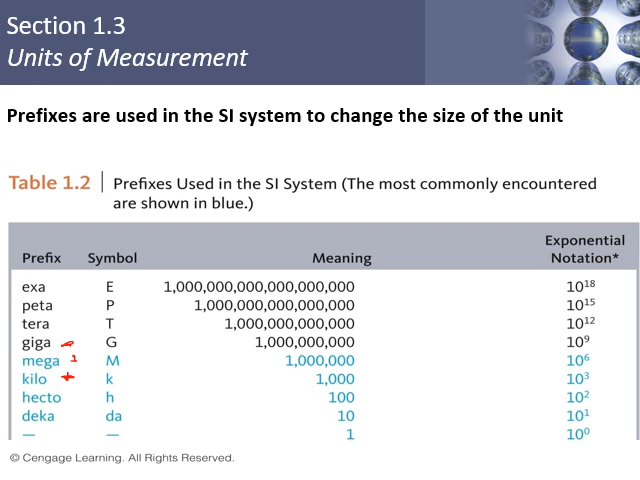 Section 1.3
Units of Measurement
Prefixes are used in the SI system to change the size of the unit
Table 1.2 | Prefixes Used in the SI System (The most commonly encountered
are shown in blue.)
Exponential
Prefix Symbol Meaning Notation*
exa E 1,000,000,000,000,000,000 10¹⁸
peta P 1,000,000,000,000,000 10¹⁵
tera T 1,000,000,000,000 10¹²
giga G 1,000,000,000 10⁹
mega M 1,000,000 10⁶
kilo k 1,000 10³
hecto h 100 10²
deka da 10 10¹
— — 1 10⁰
© Cengage Learning. All Rights Reserved.